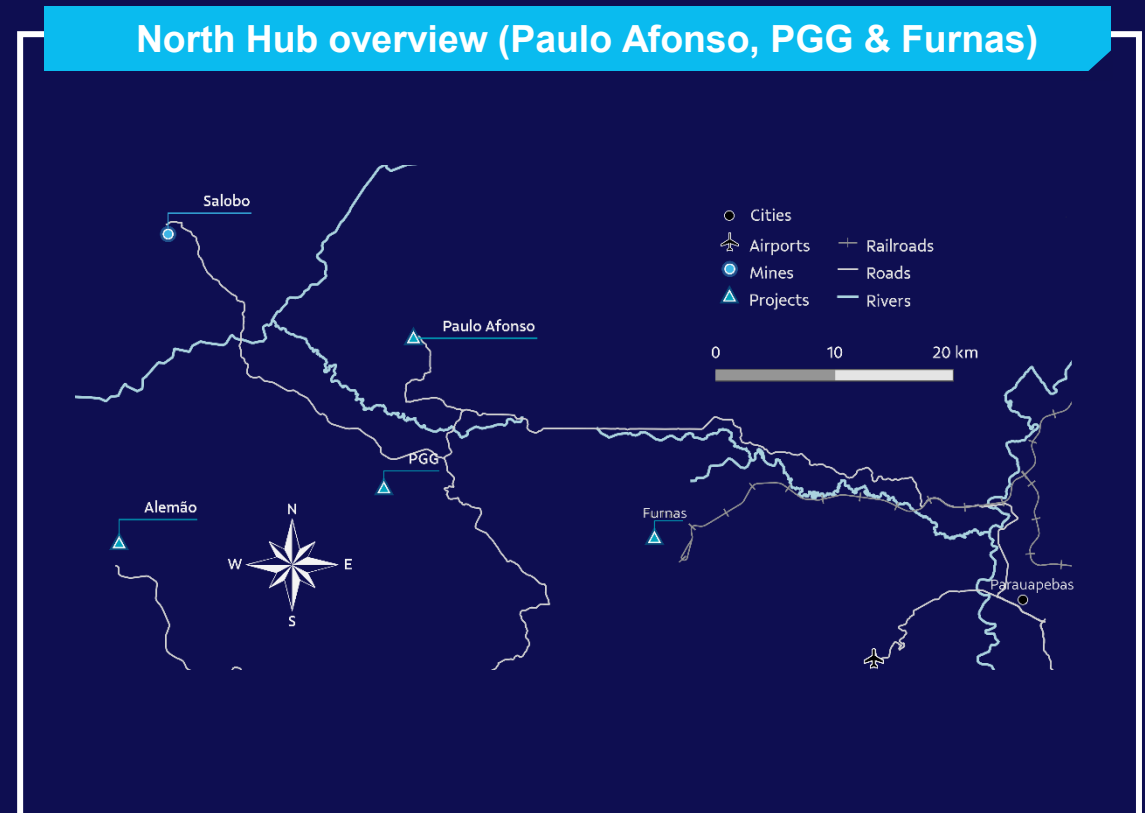 North Hub overview (Paulo Afonso, PGG & Furnas)
Salobo
Cities
Airports
Railroads
Mines
Roads
Projects
Rivers
Paulo Afonso
0 10 20 km
PGG
Alemão
Furnas
N
W E
S
Parauapebas